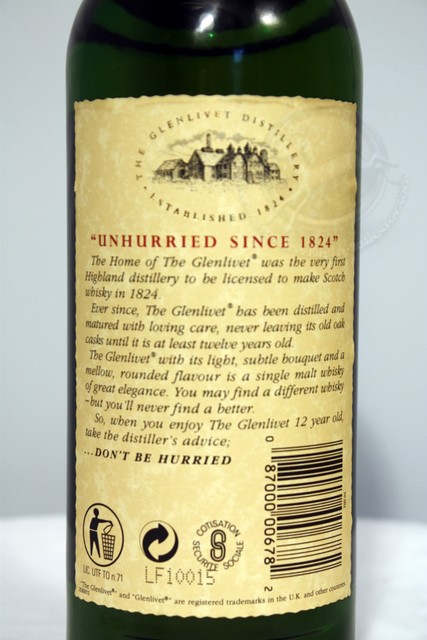 THE GLENLIVET DISTILLERY
· ESTABLISHED 1824 ·
"UNHURRIED SINCE 1824"
The Home of The Glenlivet® was the very first
Highland distillery to be licensed to make Scotch
whisky in 1824.
Ever since, The Glenlivet® has been distilled and
matured with loving care, never leaving its old oak
casks until it is at least twelve years old.
The Glenlivet® with its light, subtle bouquet and a
mellow, rounded flavour is a single malt whisky
of great elegance. You may find a different whisky
-but you'll never find a better.
So, when you enjoy The Glenlivet 12 year old,
take the distiller's advice;
...DON'T BE HURRIED
0 87000 00678 2
COTISATION
SECURITE SOCIALE
UIC UTF TO n.71
LF10015
"The Glenlivet®" and "Glenlivet®" are registered trademarks in the U.K. and other countries